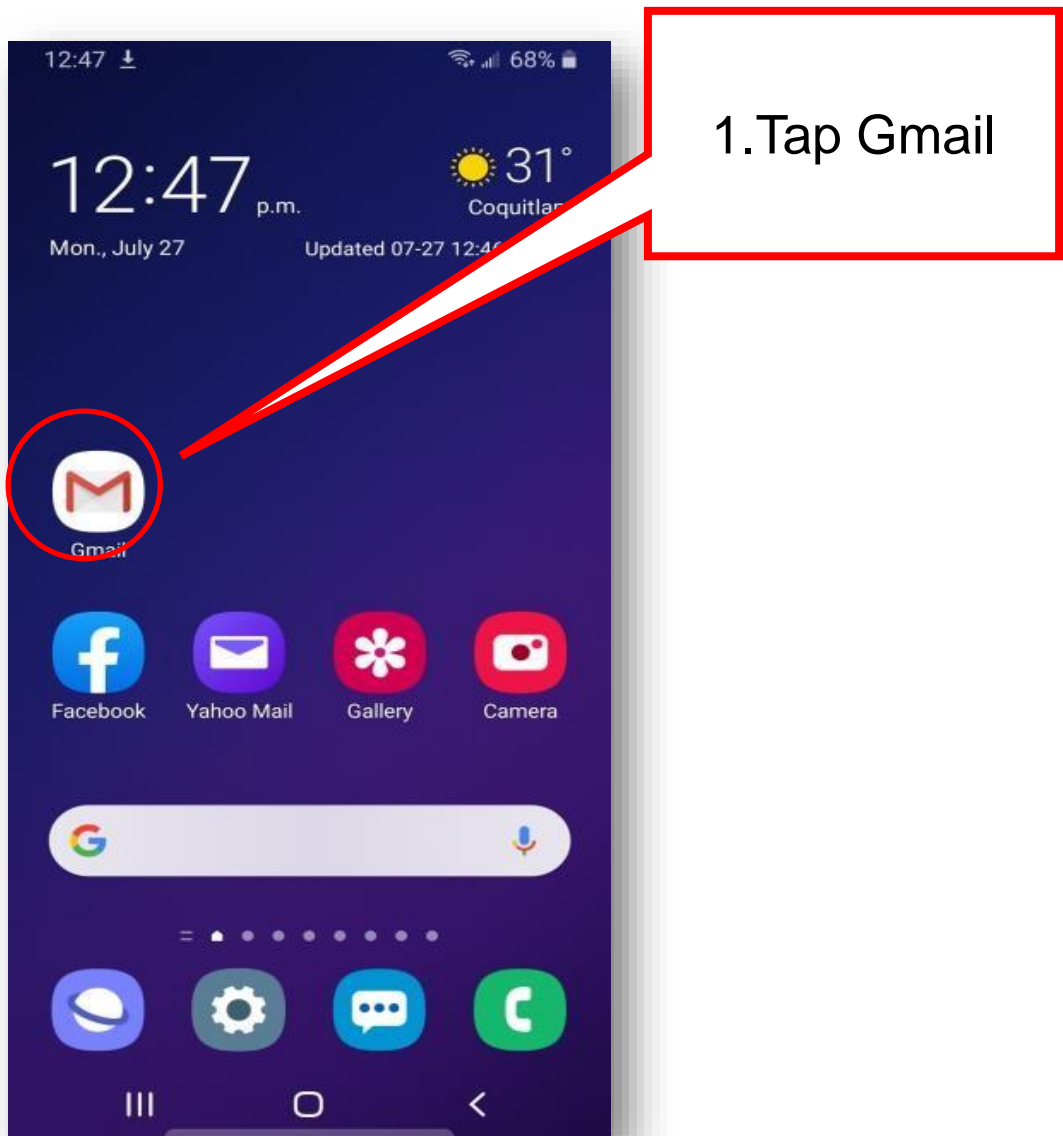 12:47
68%
1.Tap Gmail
12:47 p.m.
31°
Mon., July 27
Updated 07-27
Gmail
Facebook Yahoo Mail Gallery Camera